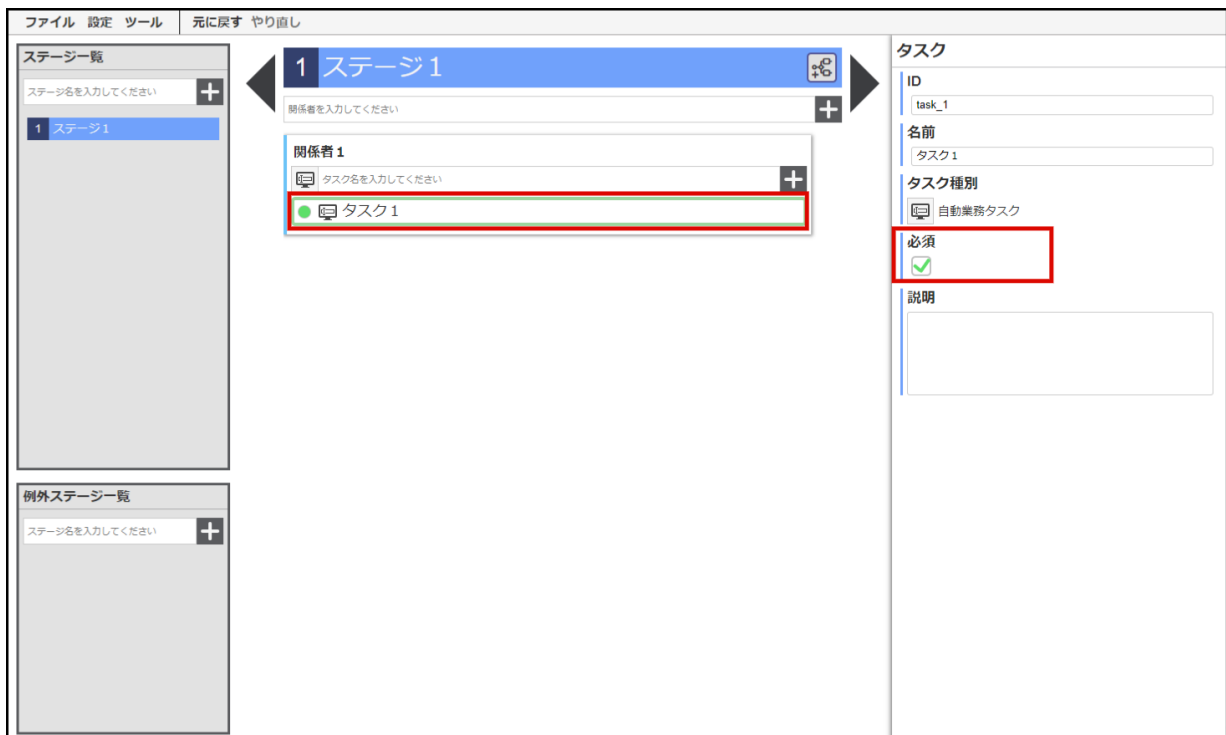 ファイル 設定 ツール 元に戻す やり直し
ステージ一覧
ステージ名を入力してください
1 ステージ1
例外ステージ一覧
ステージ名を入力してください
1 ステージ1
関係者を入力してください
関係者1
タスク名を入力してください
タスク1
タスク
ID
task_1
名前
タスク1
タスク種別
自動業務タスク
必須
説明